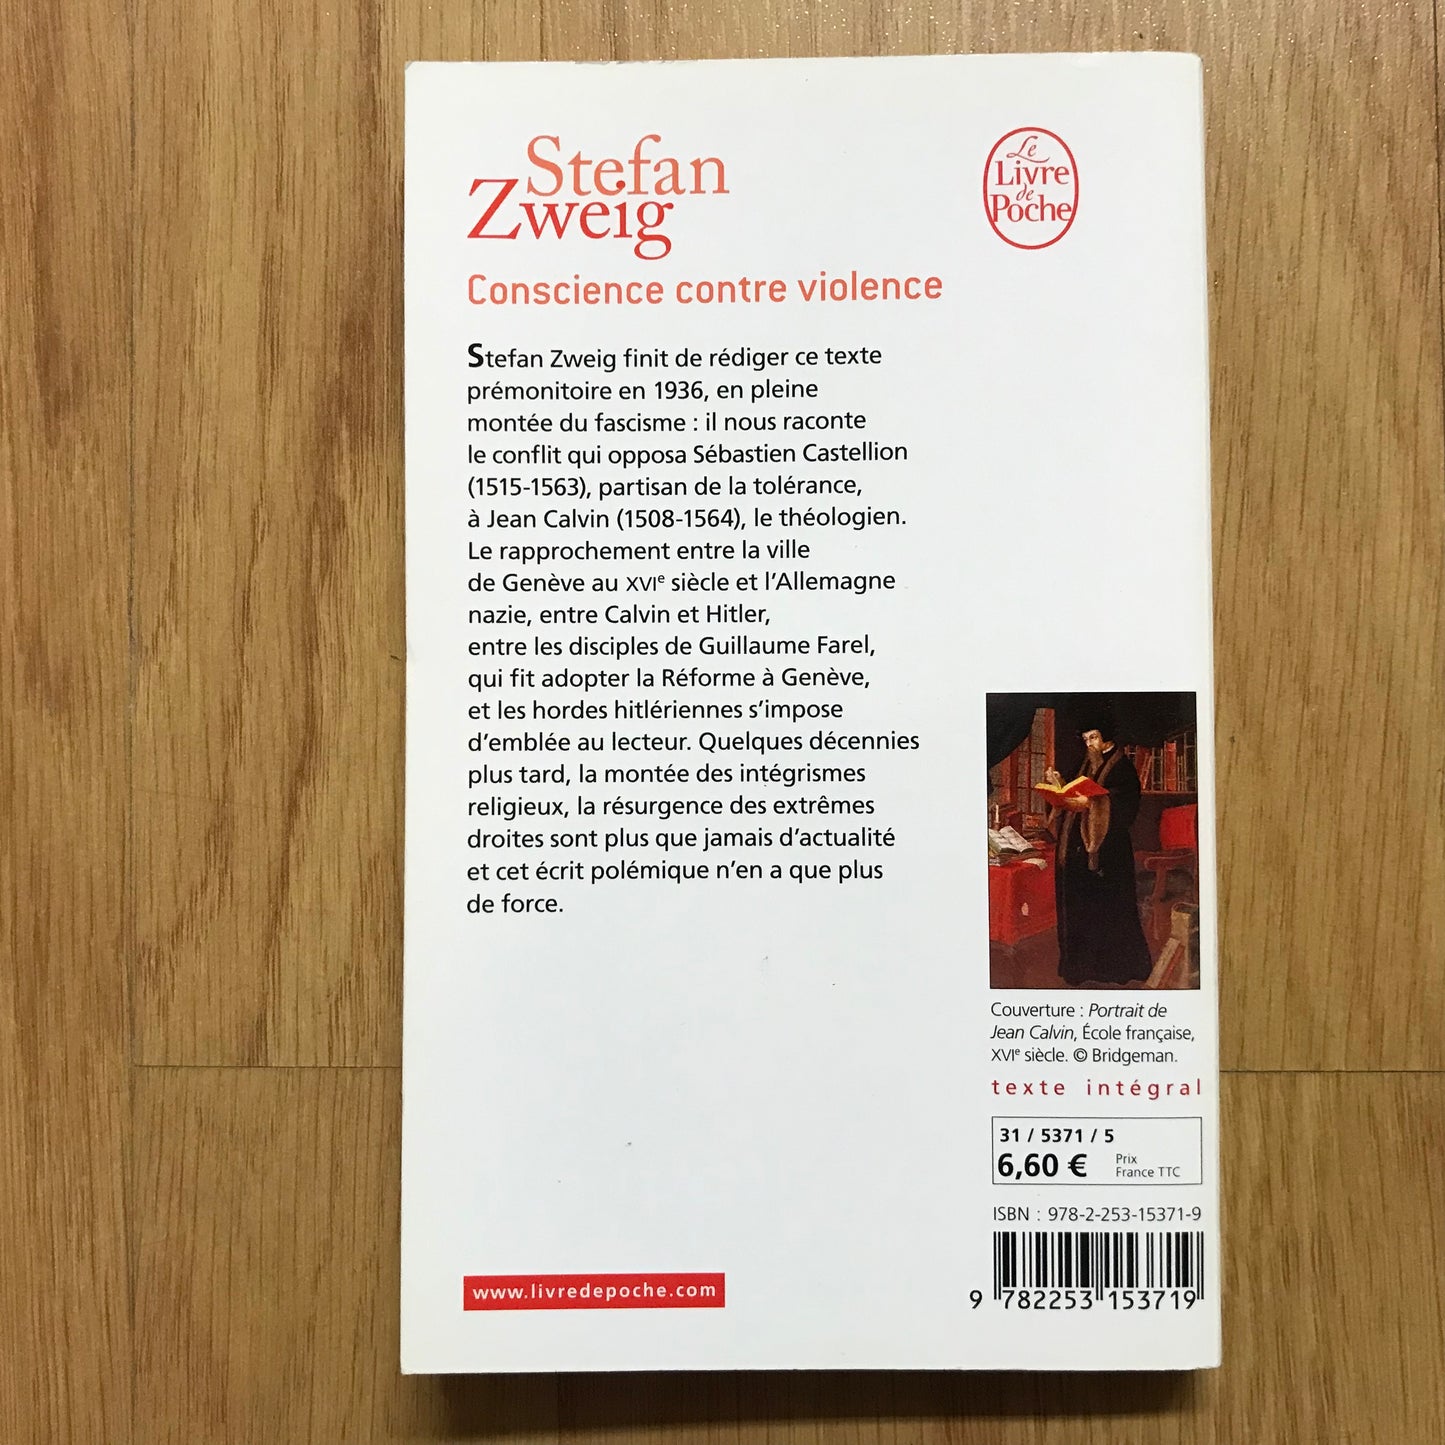 Stefan
Zweig
Le
Livre
de
Poche
Conscience contre violence
Stefan Zweig finit de rédiger ce texte
prémonitoire en 1936, en pleine
montée du fascisme : il nous raconte
le conflit qui opposa Sébastien Castellion
(1515-1563), partisan de la tolérance,
à Jean Calvin (1508-1564), le théologien.
Le rapprochement entre la ville
de Genève au XVIe siècle et l'Allemagne
nazie, entre Calvin et Hitler,
entre les disciples de Guillaume Farel,
qui fit adopter la Réforme à Genève,
et les hordes hitlériennes s'impose
d'emblée au lecteur. Quelques décennies
plus tard, la montée des intégrismes
religieux, la résurgence des extrêmes
droites sont plus que jamais d'actualité
et cet écrit polémique n'en a que plus
de force.
Couverture : Portrait de
Jean Calvin, École française,
XVIe siècle. © Bridgeman.
texte intégral
31 / 5371 / 5
6,60 € Prix
France TTC
ISBN : 978-2-253-15371-9
9 782253 153719
www.livredepoche.com